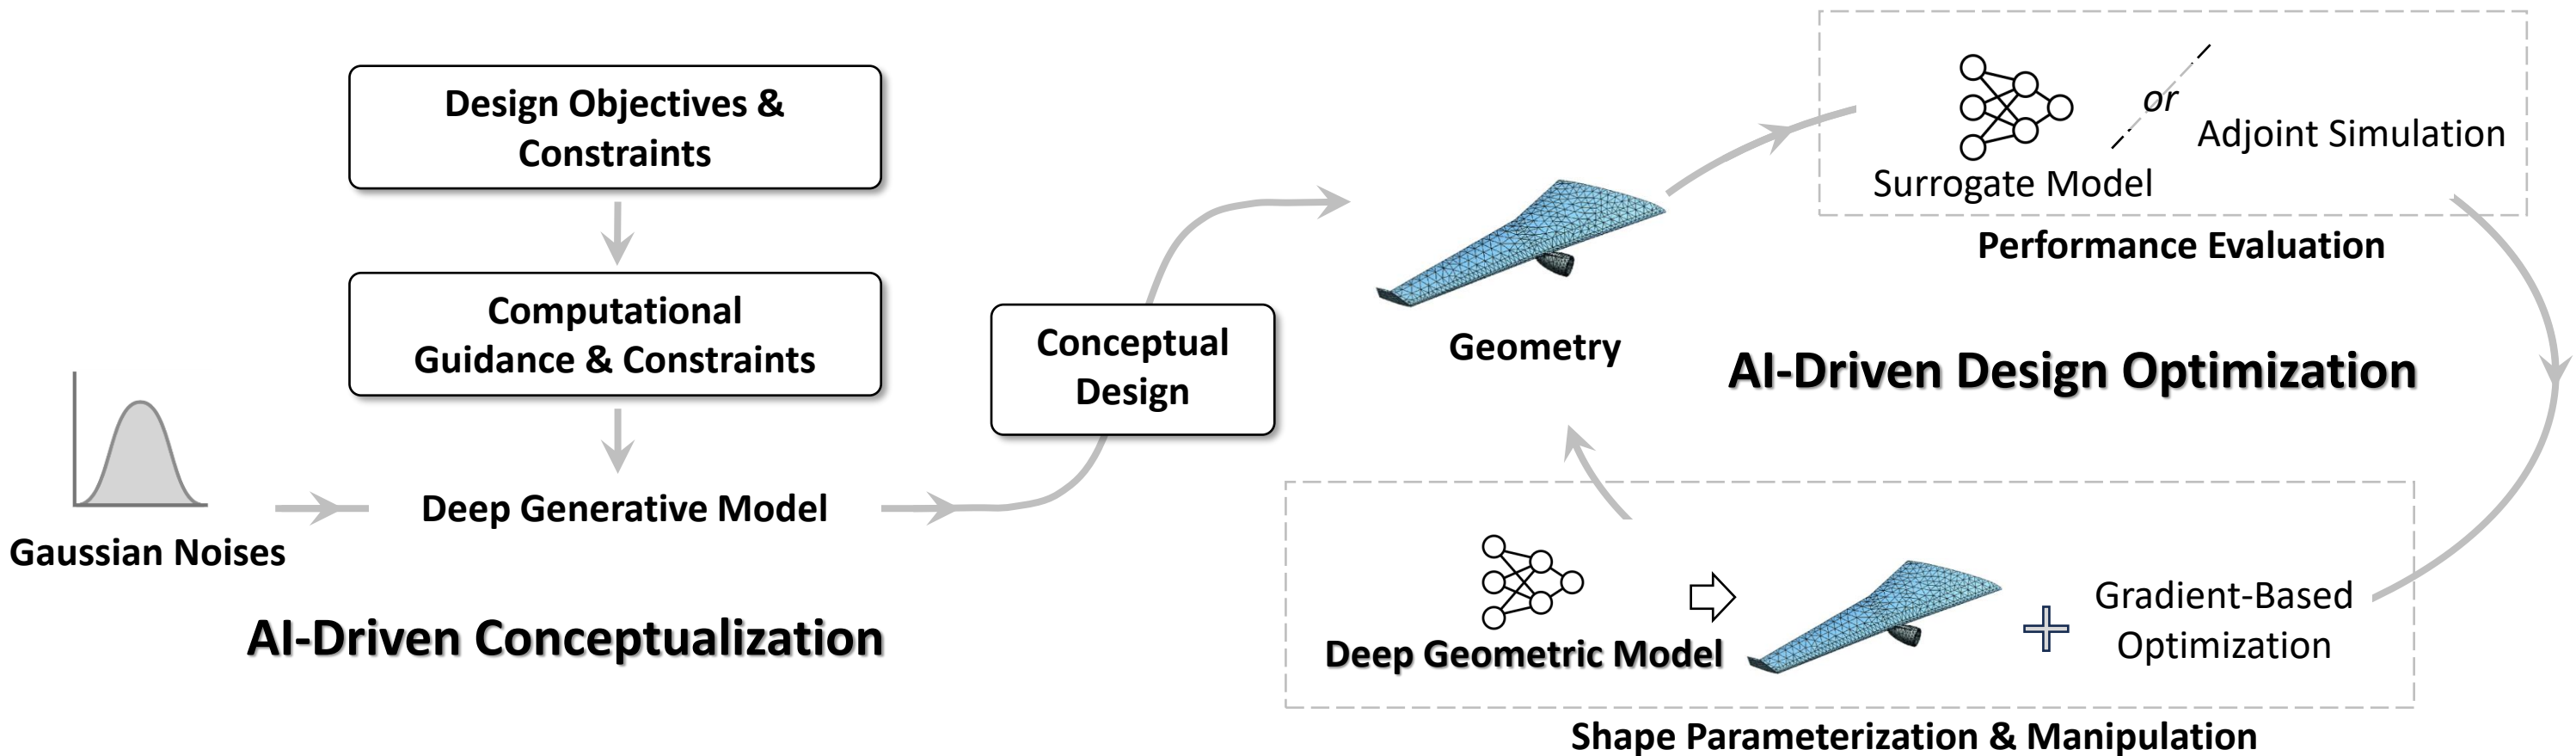 Design Objectives &
Constraints
Computational
Guidance & Constraints
Gaussian Noises
Deep Generative Model
AI-Driven Conceptualization
Conceptual
Design
Geometry
Surrogate Model
or
Adjoint Simulation
Performance Evaluation
AI-Driven Design Optimization
Deep Geometric Model
Gradient-Based
Optimization
Shape Parameterization & Manipulation